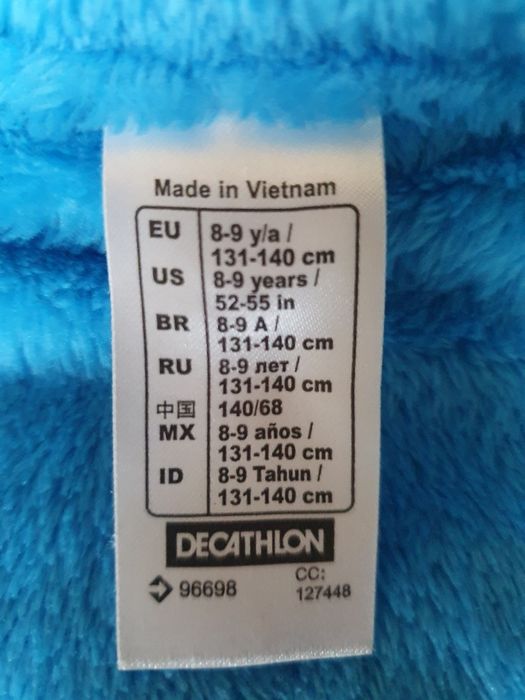 Made in Vietnam
EU 8-9 y/a /
131-140 cm
US 8-9 years /
52-55 in
BR 8-9 A /
131-140 cm
RU 8-9 лет /
131-140 cm
中国 140/68
MX 8-9 años /
131-140 cm
ID 8-9 Tahun /
131-140 cm
DECATHLON
96698 CC:
127448